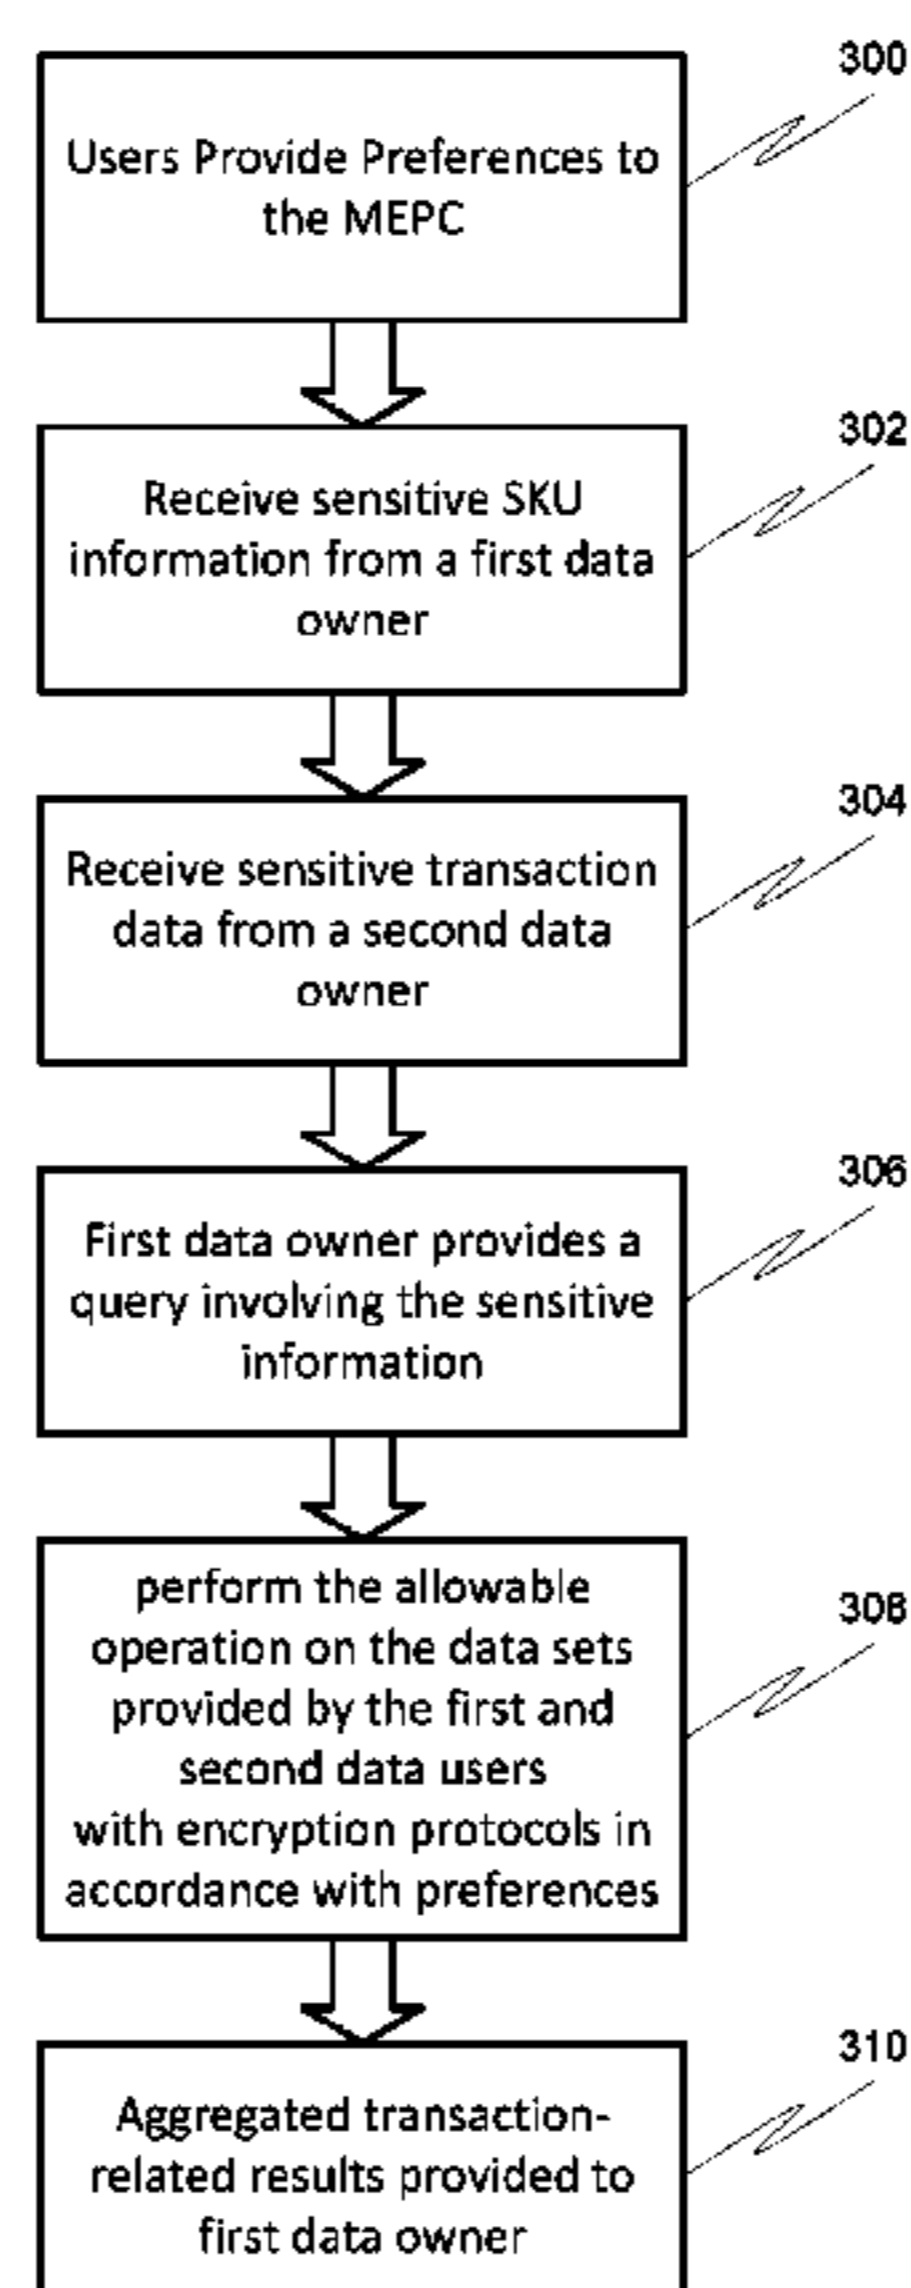 300
Users Provide Preferences to
the MEPC
302
Receive sensitive SKU
information from a first data
owner
304
Receive sensitive transaction
data from a second data
owner
306
First data owner provides a
query involving the sensitive
information
308
perform the allowable
operation on the data sets
provided by the first and
second data users
with encryption protocols in
accordance with preferences
310
Aggregated transaction-
related results provided to
first data owner